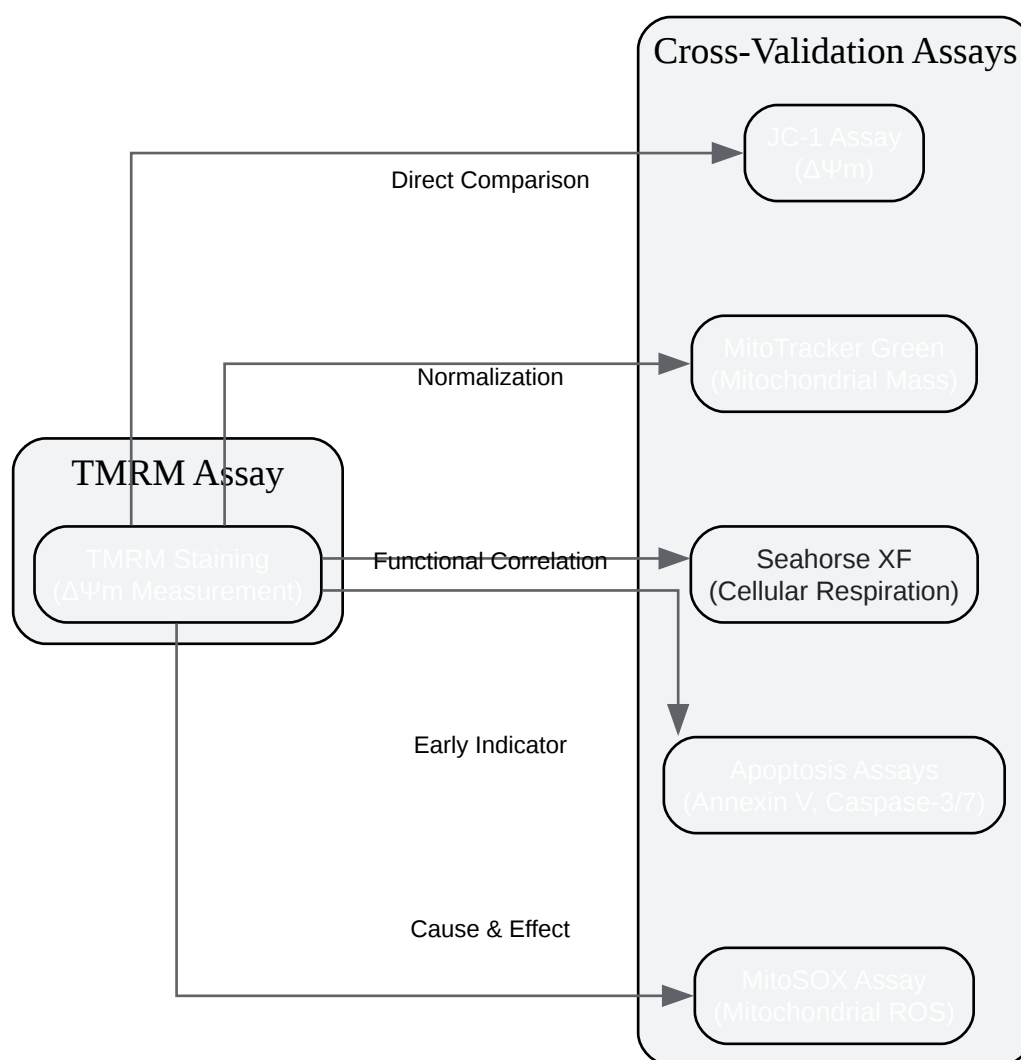 Cross-Validation Assays
JC-1 Assay
(ΔΨm)
Direct Comparison
MitoTracker Green
(Mitochondrial Mass)
Normalization
TMRM Assay
TMRM Staining
(ΔΨm Measurement)
Functional Correlation
Seahorse XF
(Cellular Respiration)
Early Indicator
Apoptosis Assays
(Annexin V, Caspase-3/7)
Cause & Effect
MitoSOX Assay
(Mitochondrial ROS)